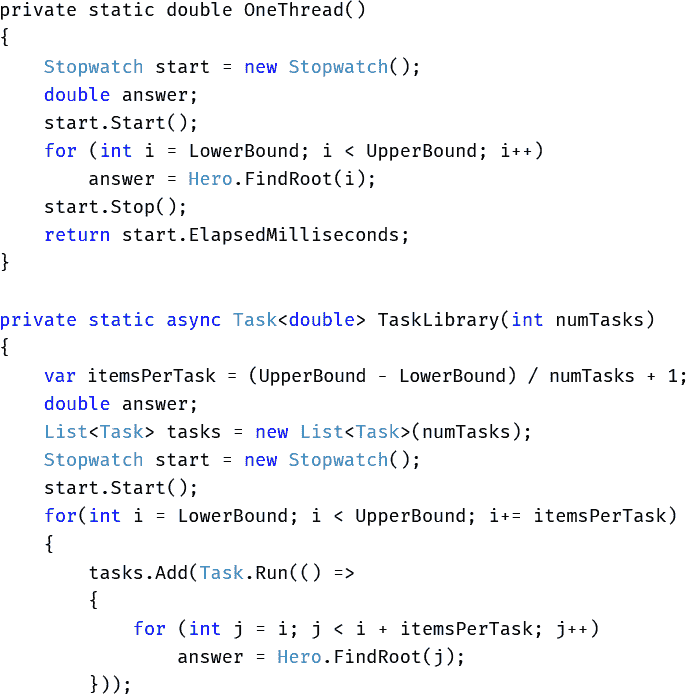 private static double OneThread()
{
    Stopwatch start = new Stopwatch();
    double answer;
    start.Start();
    for (int i = LowerBound; i < UpperBound; i++)
        answer = Hero.FindRoot(i);
    start.Stop();
    return start.ElapsedMilliseconds;
}

private static async Task<double> TaskLibrary(int numTasks)
{
    var itemsPerTask = (UpperBound - LowerBound) / numTasks + 1;
    double answer;
    List<Task> tasks = new List<Task>(numTasks);
    Stopwatch start = new Stopwatch();
    start.Start();
    for(int i = LowerBound; i < UpperBound; i+= itemsPerTask)
    {
        tasks.Add(Task.Run(() =>
        {
            for (int j = i; j < i + itemsPerTask; j++)
                answer = Hero.FindRoot(j);
        }));